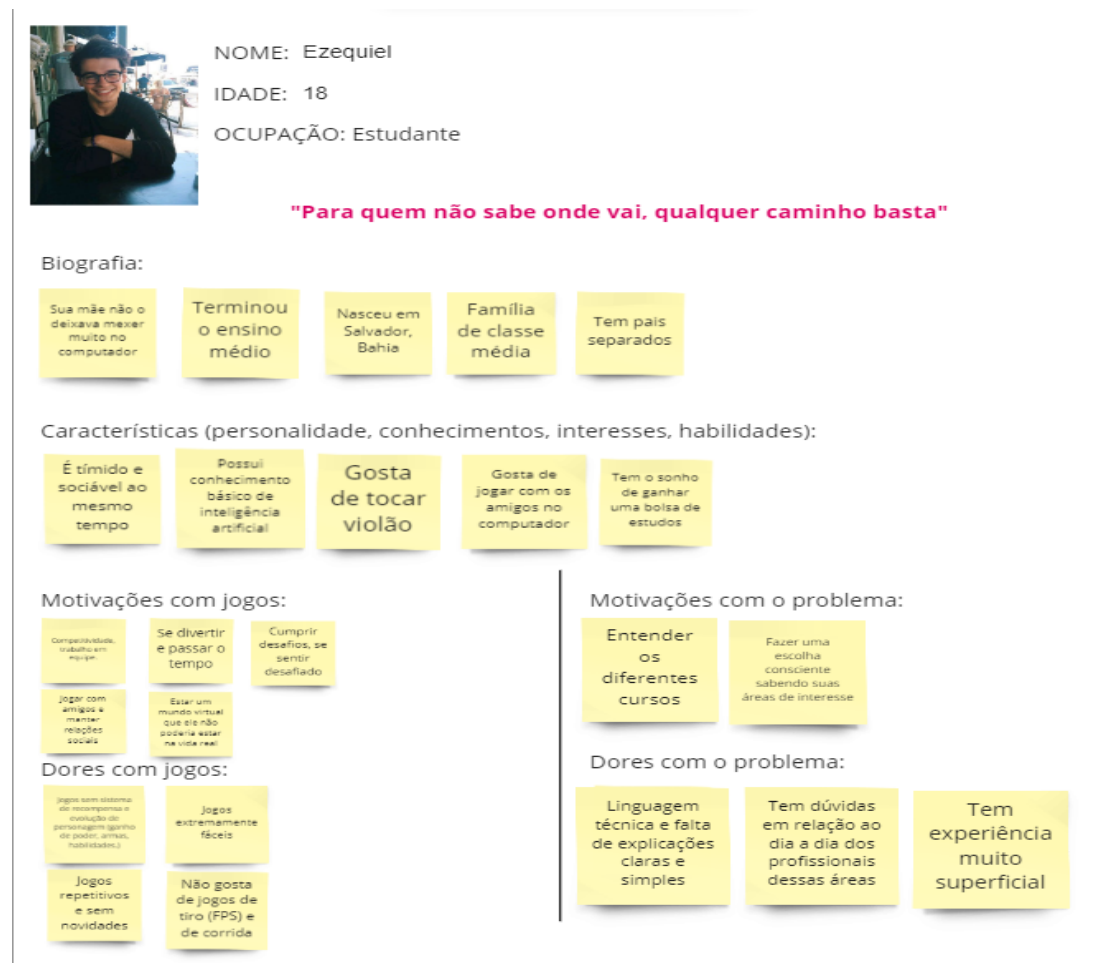 NOME: Ezequiel
IDADE: 18
OCUPAÇÃO: Estudante
"Para quem não sabe onde vai, qualquer caminho basta"
Biografia:
Sua mãe não o
deixava mexer
muito no
computador
Terminou
o ensino
médio
Nasceu em
Salvador,
Bahia
Família
de classe
média
Tem pais
separados
Características (personalidade, conhecimentos, interesses, habilidades):
É tímido e
sociável ao
mesmo
tempo
Possui
conhecimento
básico de
inteligência
artificial
Gosta
de tocar
violão
Gosta de
jogar com os
amigos no
computador
Tem o sonho
de ganhar
uma bolsa de
estudos
Motivações com jogos:
Competitividade,
trabalho em
equipe.
Se divertir
e passar o
tempo
Cumprir
desafios, se
sentir
desafiado
Jogar com
amigos e
manter
relações
sociais
Estar um
mundo virtual
que ele não
poderia estar
na vida real
Dores com jogos:
Jogos sem sistema
de recompensa e
evolução de
personagem (ganho
de poder, armas,
habilidades,)
Jogos
extremamente
fáceis
Jogos
repetitivos
e sem
novidades
Não gosta
de jogos de
tiro (FPS) e
de corrida
Motivações com o problema:
Entender
os
diferentes
cursos
Fazer uma
escolha
consciente
sabendo suas
áreas de interesse
Dores com o problema:
Linguagem
técnica e falta
de explicações
claras e
simples
Tem dúvidas
em relação ao
dia a dia dos
profissionais
dessas áreas
Tem
experiência
muito
superficial